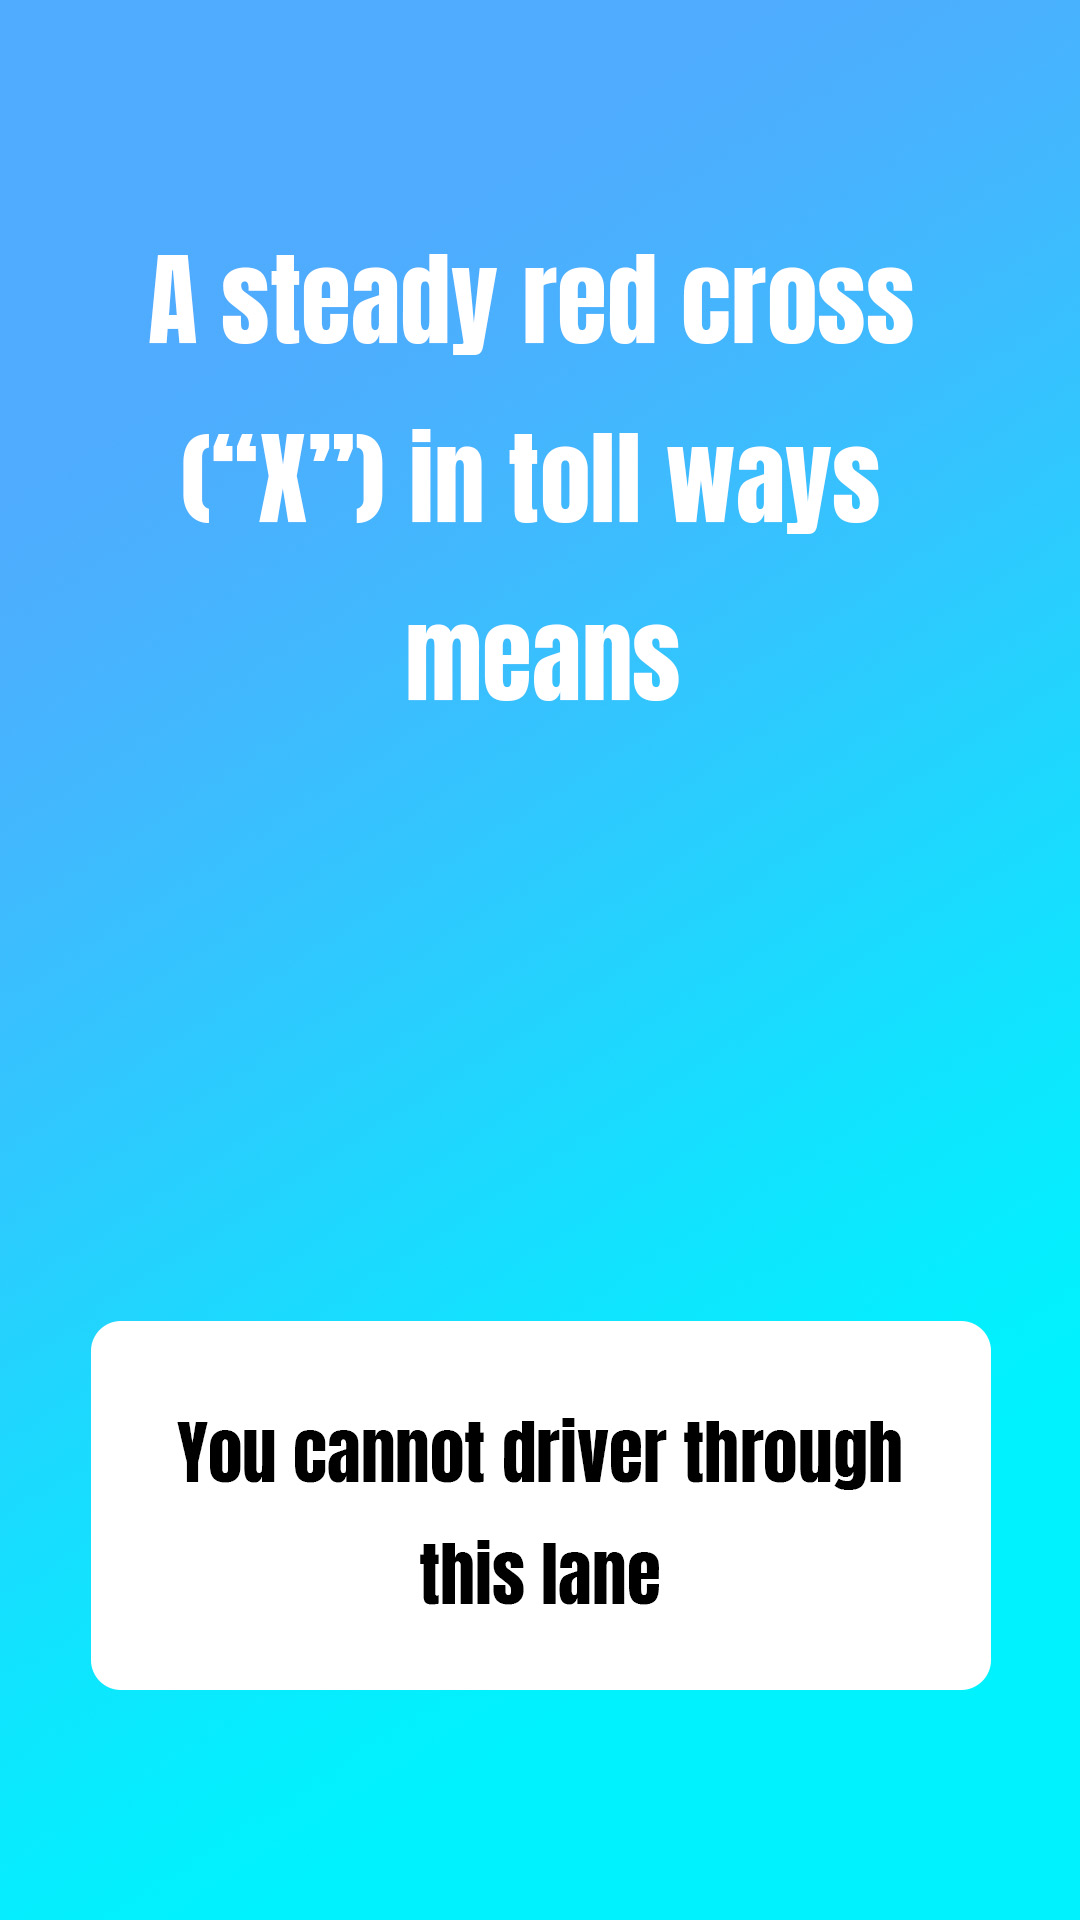 A steady red cross
(“X”) in toll ways
means
You cannot driver through
this lane